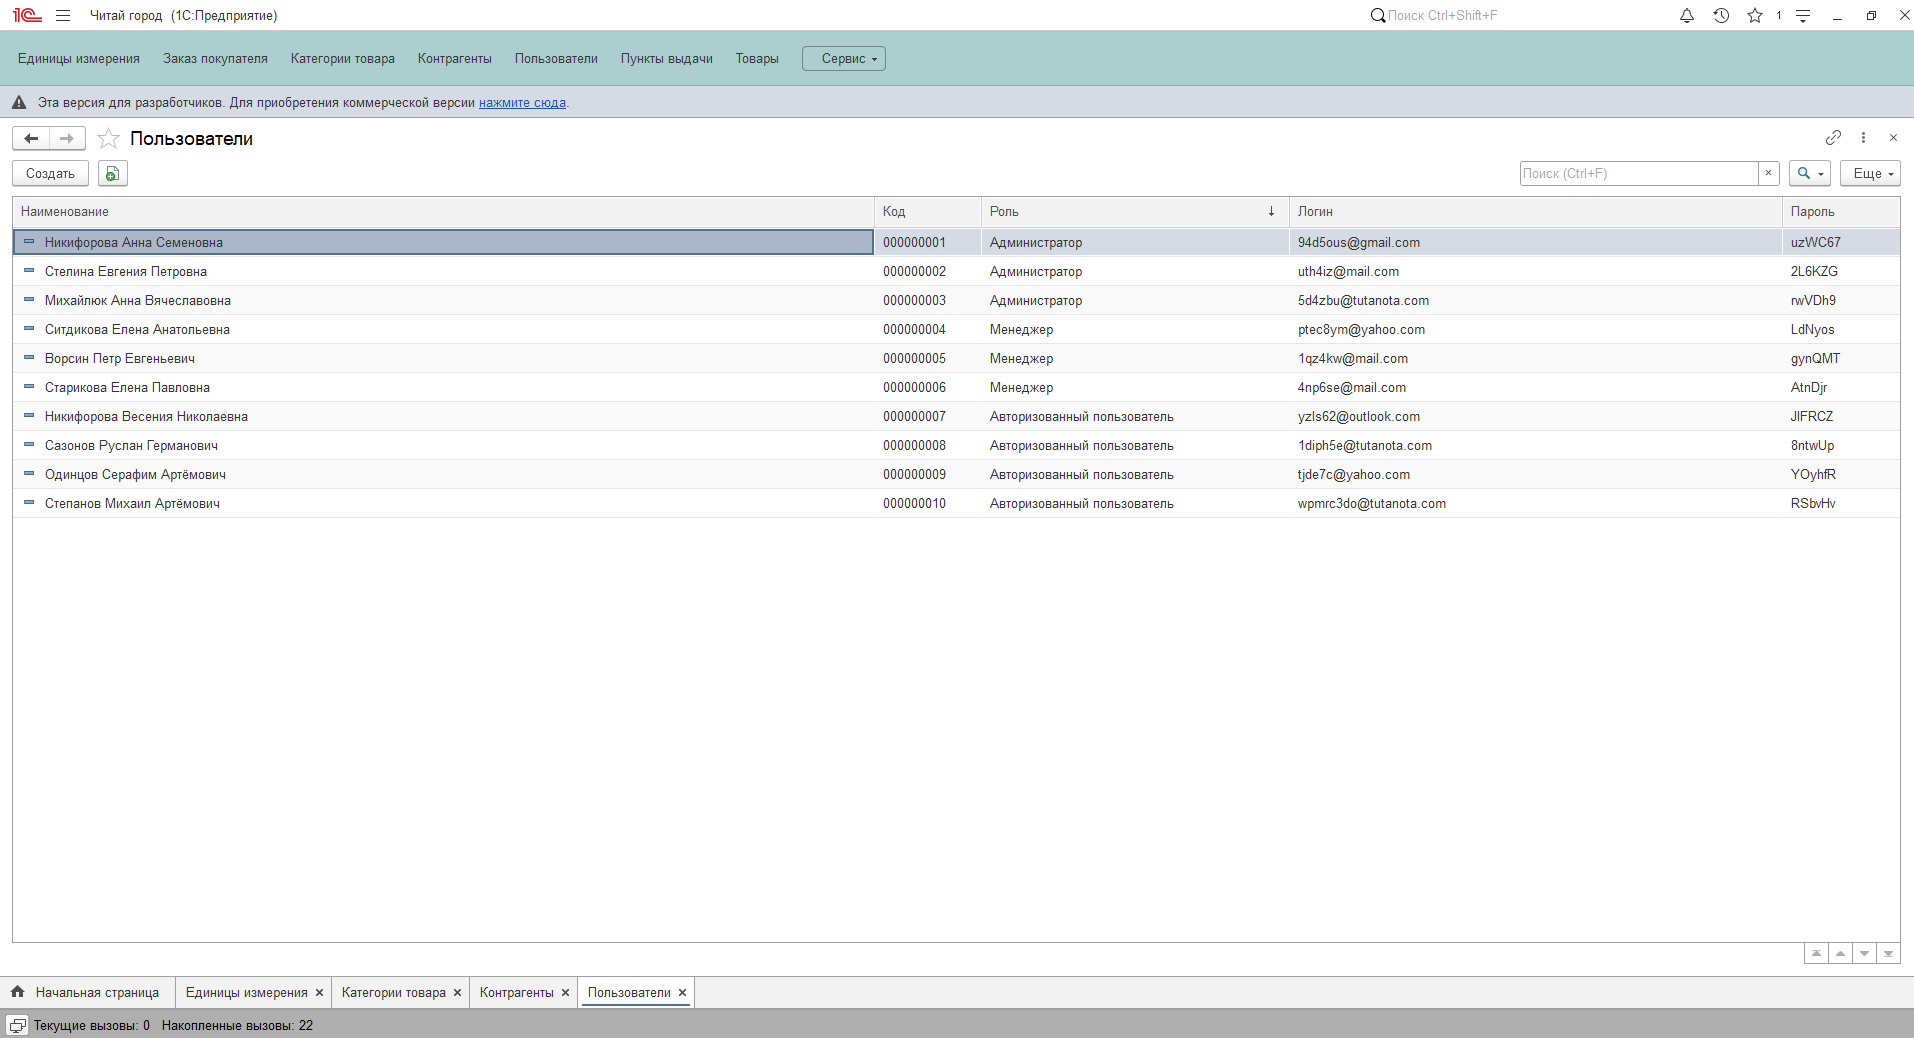 1С Читай город (1С:Предприятие) Поиск Ctrl+Shift+F 1
Единицы измерения Заказ покупателя Категории товара Контрагенты Пользователи Пункты выдачи Товары Сервис
Эта версия для разработчиков. Для приобретения коммерческой версии нажмите сюда.
Пользователи
Создать Поиск (Ctrl+F) × Еще
Наименование Код Роль ↓ Логин Пароль
Никифорова Анна Семеновна 000000001 Администратор 94d5ous@gmail.com uzWC67
Стелина Евгения Петровна 000000002 Администратор uth4iz@mail.com 2L6KZG
Михайлюк Анна Вячеславовна 000000003 Администратор 5d4zbu@tutanota.com rwVDh9
Ситдикова Елена Анатольевна 000000004 Менеджер ptec8ym@yahoo.com LdNyos
Ворсин Петр Евгеньевич 000000005 Менеджер 1qz4kw@mail.com gynQMT
Старикова Елена Павловна 000000006 Менеджер 4np6se@mail.com AtnDjr
Никифорова Весения Николаевна 000000007 Авторизованный пользователь yzls62@outlook.com JlFRCZ
Сазонов Руслан Германович 000000008 Авторизованный пользователь 1diph5e@tutanota.com 8ntwUp
Одинцов Серафим Артёмович 000000009 Авторизованный пользователь tjde7c@yahoo.com YOyhfR
Степанов Михаил Артёмович 000000010 Авторизованный пользователь wpmrc3do@tutanota.com RSbvHv
Начальная страница Единицы измерения × Категории товара × Контрагенты × Пользователи ×
Текущие вызовы: 0 Накопленные вызовы: 22